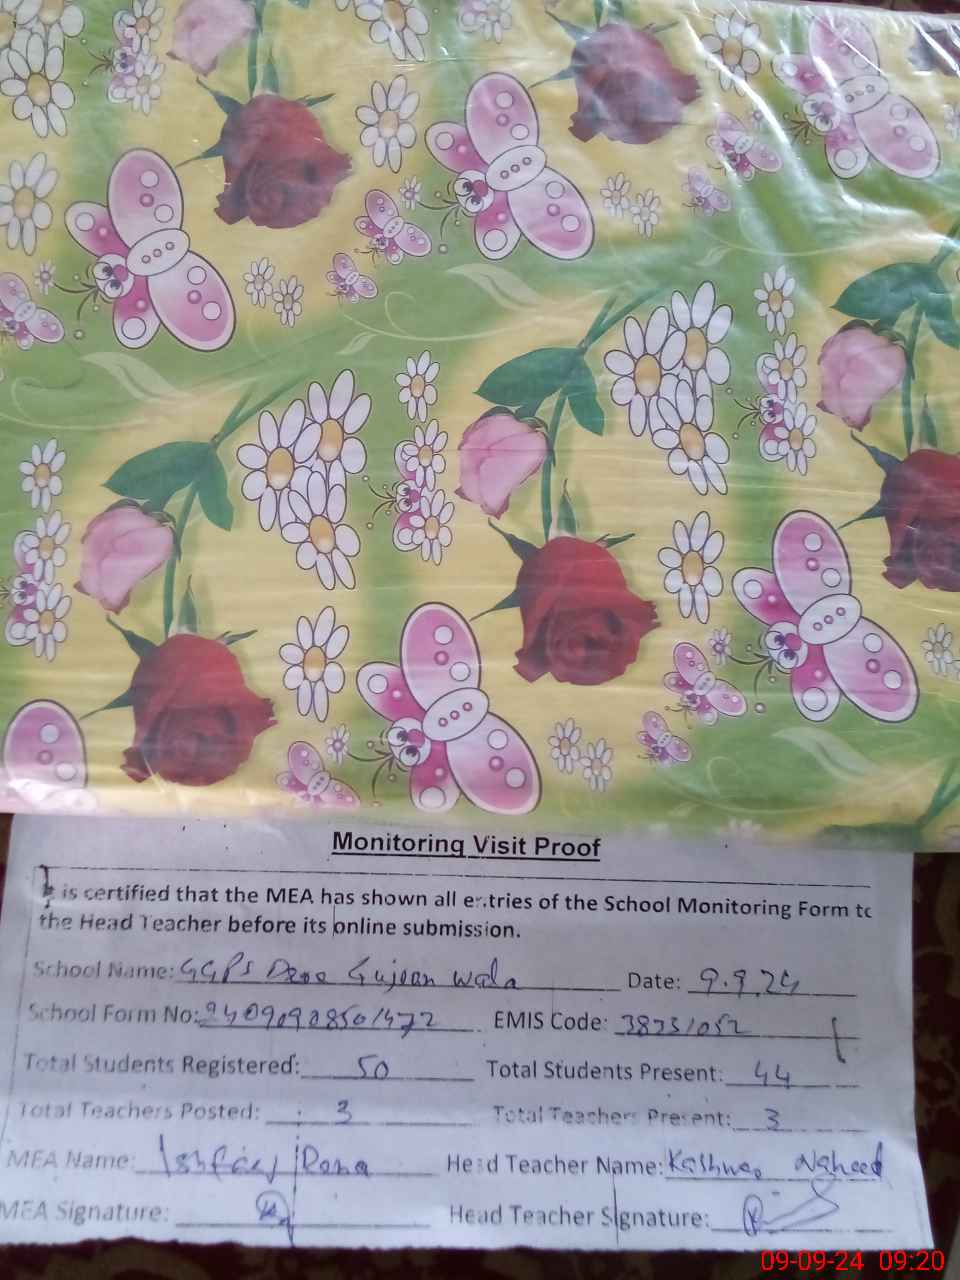 Monitoring Visit Proof
It is certified that the MEA has shown all entries of the School Monitoring Form to
the Head Teacher before its online submission.
School Name: GGPS Dere Gujran Wala Date: 9.9.24
School Form No: EMIS Code:
Total Students Registered: 50 Total Students Present: 44
Total Teachers Posted: 3 Total Teachers Present: 3
MEA Name: Ishfaq Rana Head Teacher Name: Naheed
MEA Signature: Head Teacher Signature:
09-09-24 09:20